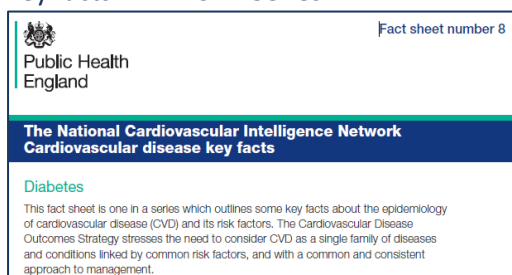 Fact sheet number 8
Public Health
England
The National Cardiovascular Intelligence Network
Cardiovascular disease key facts
Diabetes
This fact sheet is one in a series which outlines some key facts about the epidemiology
of cardiovascular disease (CVD) and its risk factors. The Cardiovascular Disease
Outcomes Strategy stresses the need to consider CVD as a single family of diseases
and conditions linked by common risk factors, and with a common and consistent
approach to management.